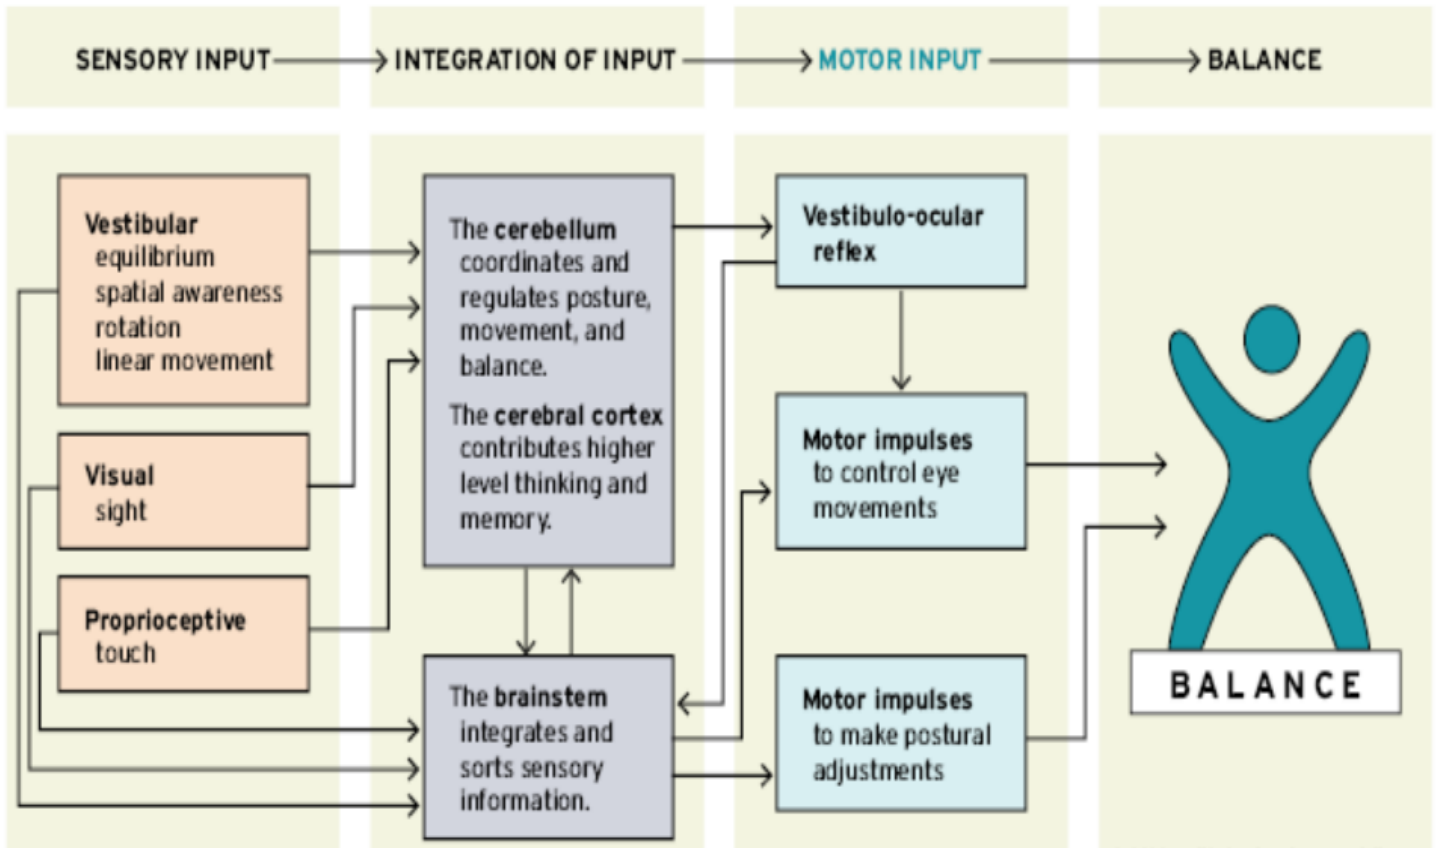 SENSORY INPUT
INTEGRATION OF INPUT
MOTOR INPUT
BALANCE
Vestibular
equilibrium
spatial awareness
rotation
linear movement
Visual
sight
Proprioceptive
touch
The cerebellum
coordinates and
regulates posture,
movement, and
balance.
The cerebral cortex
contributes higher
level thinking and
memory.
The brainstem
integrates and
sorts sensory
information.
Vestibulo-ocular
reflex
Motor impulses
to control eye
movements
Motor impulses
to make postural
adjustments
BALANCE